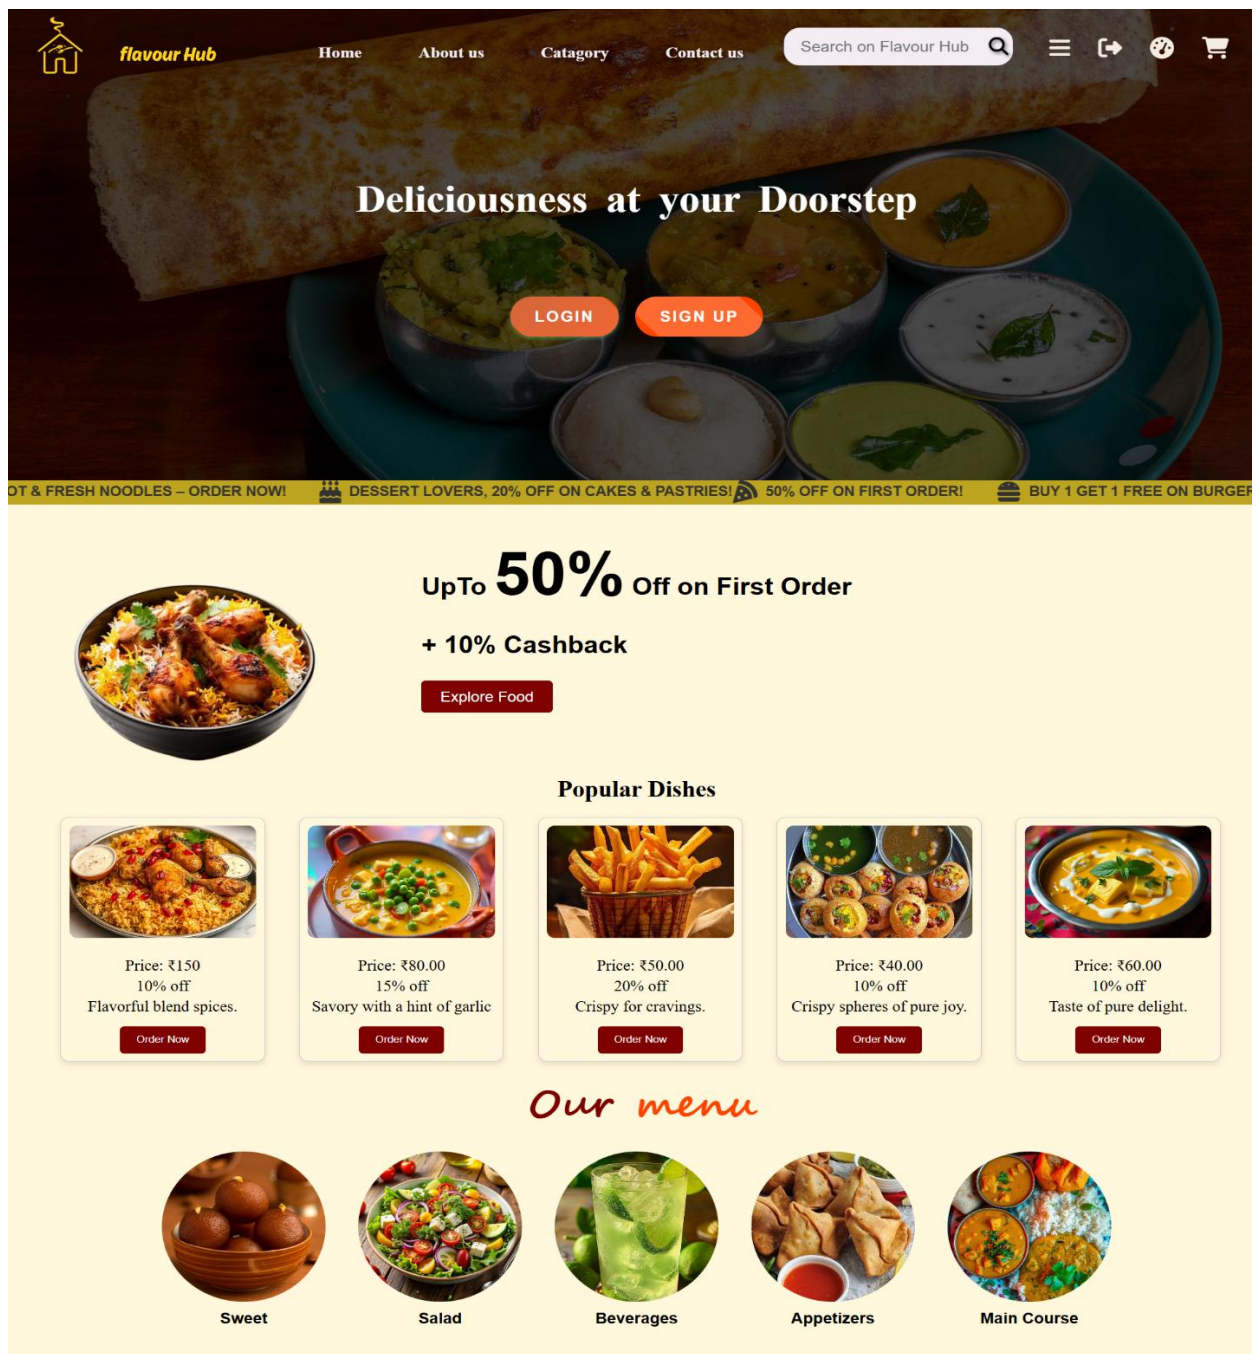 flavour Hub
Home About us Catagory Contact us
Search on Flavour Hub
Deliciousness at your Doorstep
LOGIN SIGN UP
OT & FRESH NOODLES – ORDER NOW! DESSERT LOVERS, 20% OFF ON CAKES & PASTRIES! 50% OFF ON FIRST ORDER! BUY 1 GET 1 FREE ON BURGER
UpTo 50% Off on First Order
+ 10% Cashback
Explore Food
Popular Dishes
Price: ₹150
10% off
Flavorful blend spices.
Order Now
Price: ₹80.00
15% off
Savory with a hint of garlic
Order Now
Price: ₹50.00
20% off
Crispy for cravings.
Order Now
Price: ₹40.00
10% off
Crispy spheres of pure joy.
Order Now
Price: ₹60.00
10% off
Taste of pure delight.
Order Now
Our menu
Sweet
Salad
Beverages
Appetizers
Main Course